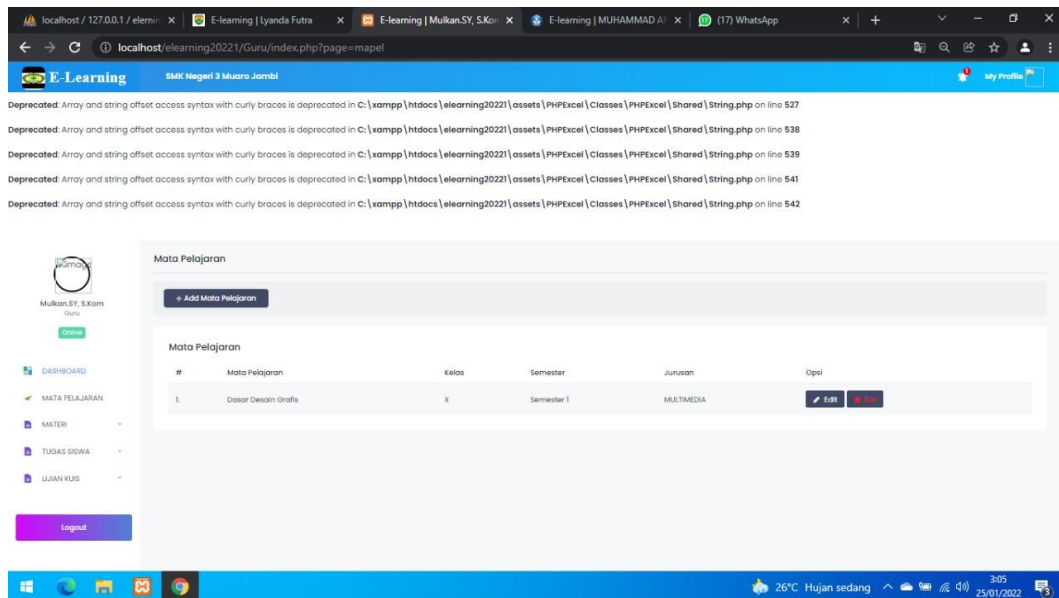 localhost / 127.0.0.1 / elernin
E-learning | Lyanda Futra
E-learning | Mulkan.SY, S.Kon
E-learning | MUHAMMAD AF
(17) WhatsApp
localhost/elearning20221/Guru/index.php?page=mapel
E-Learning
SMK Negeri 3 Muaro Jambi
My Profile
Deprecated: Array and string offset access syntax with curly braces is deprecated in C:\xampp\htdocs\elearning20221\assets\PHPExcel\Classes\PHPExcel\Shared\String.php on line 527
Deprecated: Array and string offset access syntax with curly braces is deprecated in C:\xampp\htdocs\elearning20221\assets\PHPExcel\Classes\PHPExcel\Shared\String.php on line 538
Deprecated: Array and string offset access syntax with curly braces is deprecated in C:\xampp\htdocs\elearning20221\assets\PHPExcel\Classes\PHPExcel\Shared\String.php on line 539
Deprecated: Array and string offset access syntax with curly braces is deprecated in C:\xampp\htdocs\elearning20221\assets\PHPExcel\Classes\PHPExcel\Shared\String.php on line 541
Deprecated: Array and string offset access syntax with curly braces is deprecated in C:\xampp\htdocs\elearning20221\assets\PHPExcel\Classes\PHPExcel\Shared\String.php on line 542
image
Mulkan.SY, S.Kom
Guru
Online
DASHBOARD
MATA PELAJARAN
MATERI
TUGAS SISWA
UJIAN KUIS
Logout
Mata Pelajaran
+ Add Mata Pelajaran
Mata Pelajaran
# Mata Pelajaran Kelas Semester Jurusan Opsi
1. Dasar Desain Grafis X Semester 1 MULTIMEDIA Edit Del
26°C Hujan sedang
3:05
25/01/2022
3